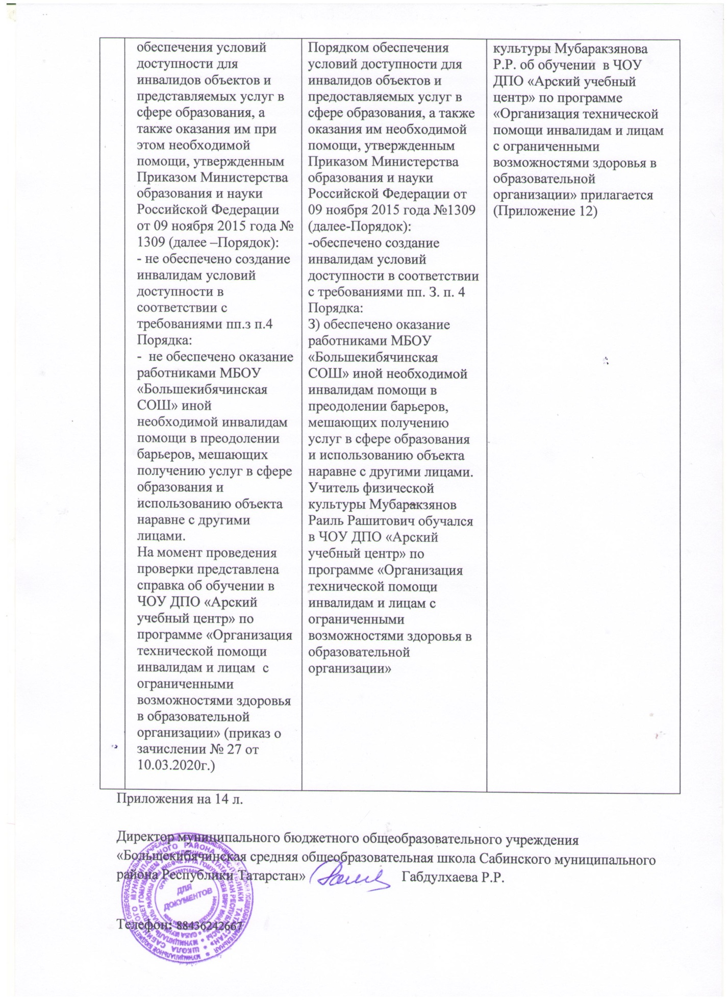 обеспечения условий
доступности для
инвалидов объектов и
представляемых услуг в
сфере образования, а
также оказания им при
этом необходимой
помощи, утвержденным
Приказом Министерства
образования и науки
Российской Федерации
от 09 ноября 2015 года №
1309 (далее –Порядок):
- не обеспечено создание
инвалидам условий
доступности в
соответствии с
требованиями пп.з п.4
Порядка:
- не обеспечено оказание
работниками МБОУ
«Большекибячинская
СОШ» иной
необходимой инвалидам
помощи в преодолении
барьеров, мешающих
получению услуг в сфере
образования и
использованию объекта
наравне с другими
лицами.
На момент проведения
проверки представлена
справка об обучении в
ЧОУ ДПО «Арский
учебный центр» по
программе «Организация
технической помощи
инвалидам и лицам с
ограниченными
возможностями здоровья
в образовательной
организации» (приказ о
зачислении № 27 от
10.03.2020г.)
Порядком обеспечения
условий доступности для
инвалидов объектов и
предоставляемых услуг в
сфере образования, а также
оказания им необходимой
помощи, утвержденным
Приказом Министерства
образования и науки
Российской Федерации от
09 ноября 2015 года №1309
(далее-Порядок):
-обеспечено создание
инвалидам условий
доступности в соответствии
с требованиями пп. З. п. 4
Порядка:
З) обеспечено оказание
работниками МБОУ
«Большекибячинская
СОШ» иной необходимой
инвалидам помощи в
преодолении барьеров,
мешающих получению
услуг в сфере образования
и использованию объекта
наравне с другими лицами.
Учитель физической
культуры Мубаракзянов
Раиль Рашитович обучался
в ЧОУ ДПО «Арский
учебный центр» по
программе «Организация
технической помощи
инвалидам и лицам с
ограниченными
возможностями здоровья в
образовательной
организации»
культуры Мубаракзянова
Р.Р. об обучении в ЧОУ
ДПО «Арский учебный
центр» по программе
«Организация технической
помощи инвалидам и лицам
с ограниченными
возможностями здоровья в
образовательной
организации» прилагается
(Приложение 12)
Приложения на 14 л.
Директор муниципального бюджетного общеобразовательного учреждения
«Большекибячинская средняя общеобразовательная школа Сабинского муниципального
района Республики Татарстан» Габдулхаева Р.Р.
ДЛЯ
ДОКУМЕНТОВ
Телефон: 88436242667